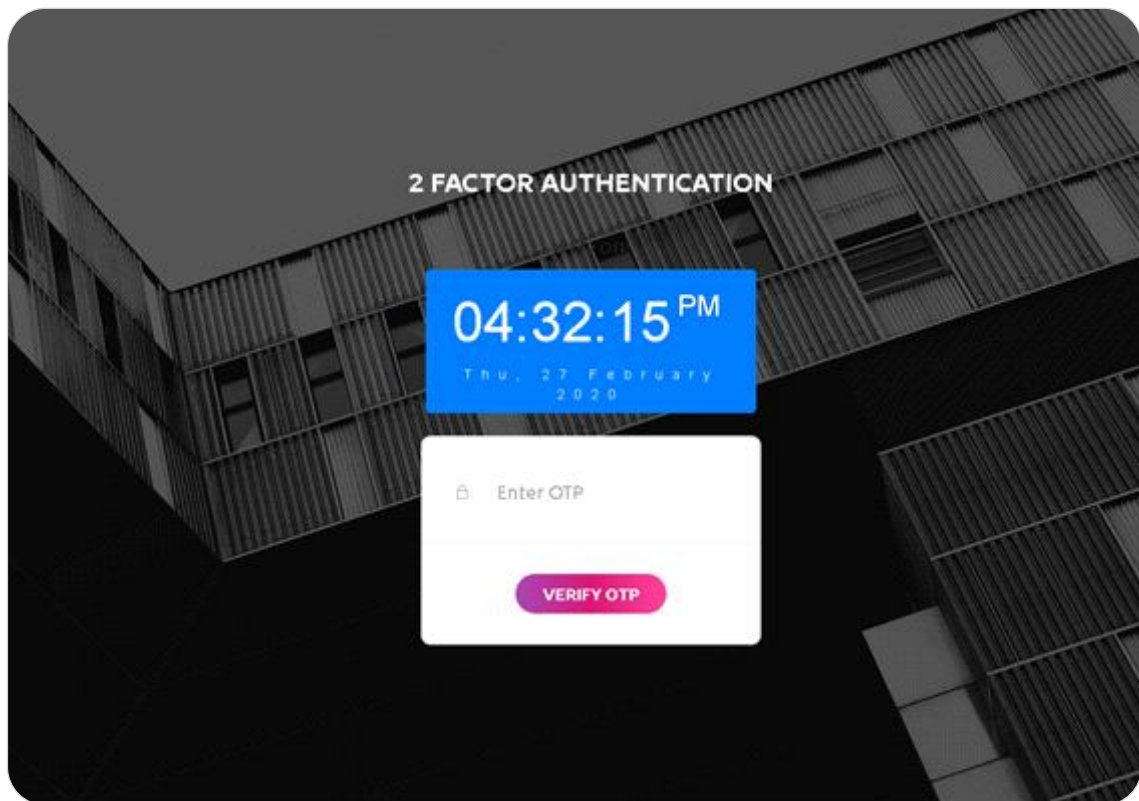 2 FACTOR AUTHENTICATION
04:32:15 PM
Thu, 27 February
2020
Enter OTP
VERIFY OTP